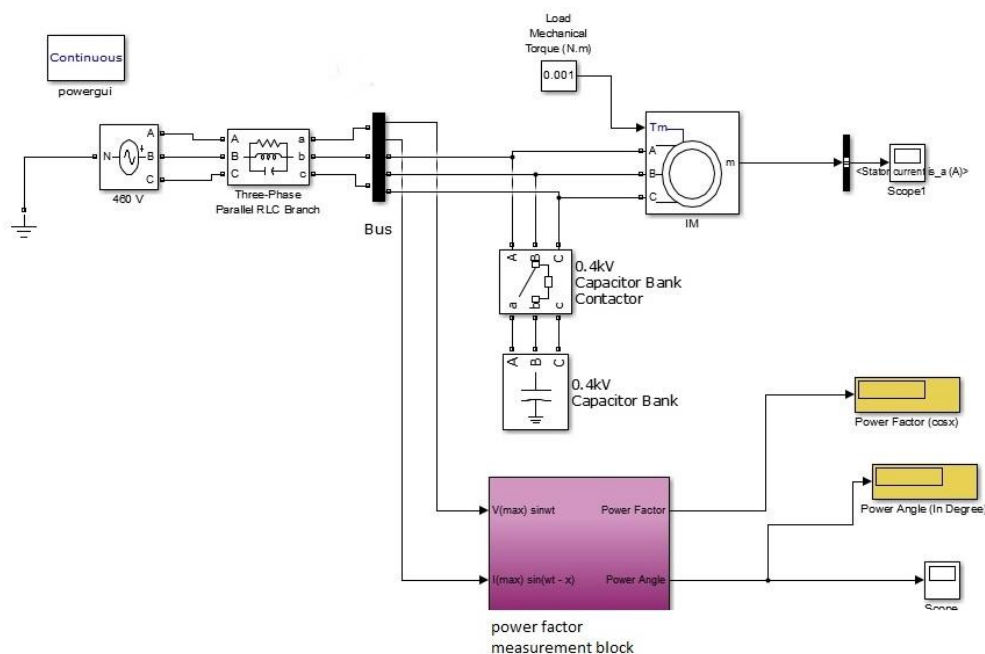 Load
Mechanical
Torque (N.m)
0.001
Continuous
powergui
N
A
B
C
460 V
A
B
C
a
b
c
Three-Phase
Parallel RLC Branch
Bus
Tm
A
B
C
m
IM
<Stator current is_a (A)>
Scope1
A
B
C
a
b
c
0.4kV
Capacitor Bank
Contactor
A
B
C
0.4kV
Capacitor Bank
Power Factor (cosx)
Power Angle (In Degree)
V(max) sinwt
Power Factor
I(max) sin(wt - x)
Power Angle
Scope
power factor
measurement block